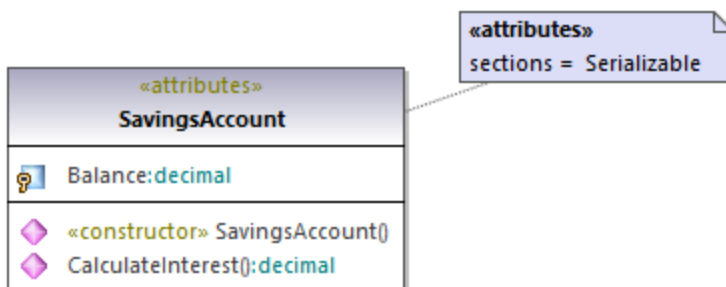 «attributes»
sections = Serializable
«attributes»
SavingsAccount
Balance:decimal
«constructor» SavingsAccount()
CalculateInterest():decimal